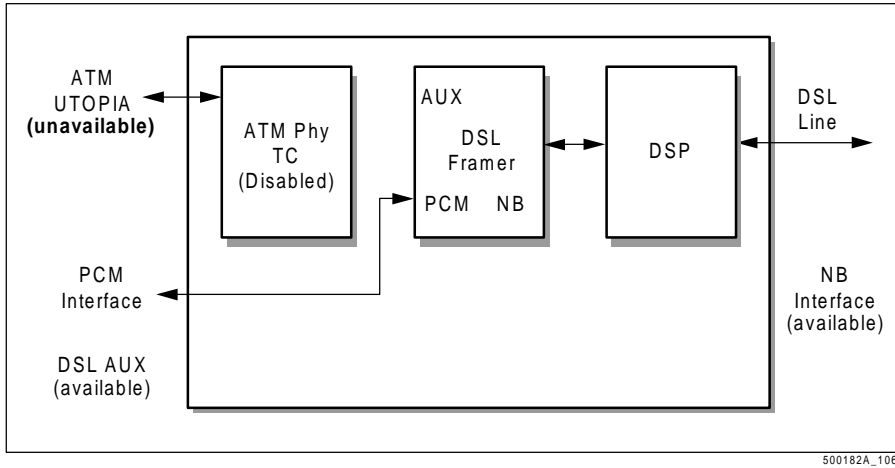 ATM
UTOPIA
(unavailable)
ATM Phy
TC
(Disabled)
AUX
DSL
Framer
PCM NB
DSP
DSL
Line
PCM
Interface
NB
Interface
(available)
DSL AUX
(available)
500182A_106